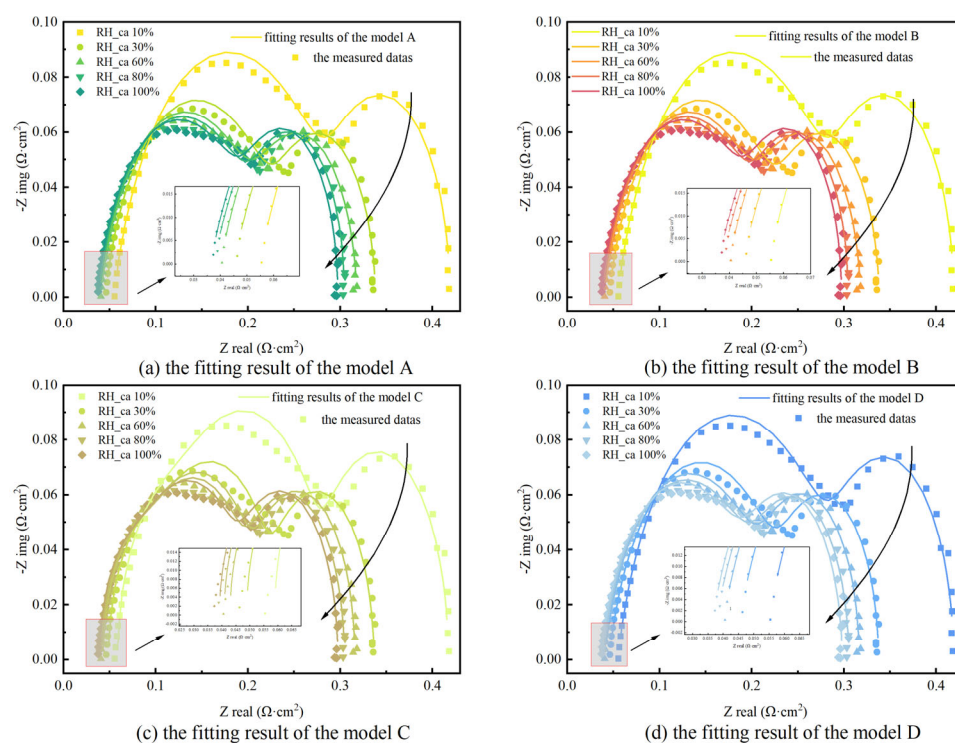 RH_ca 10%
RH_ca 30%
RH_ca 60%
RH_ca 80%
RH_ca 100%
fitting results of the model A
the measured datas
-Z img (Ω·cm²)
0.10
0.08
0.06
0.04
0.02
0.00
0.0 0.1 0.2 0.3 0.4
Z real (Ω·cm²)
(a) the fitting result of the model A
RH_ca 10%
RH_ca 30%
RH_ca 60%
RH_ca 80%
RH_ca 100%
fitting results of the model B
the measured datas
-Z img (Ω·cm²)
-0.10
0.08
0.06
0.04
0.02
0.00
0.0 0.1 0.2 0.3 0.4
Z real (Ω·cm²)
(b) the fitting result of the model B
RH_ca 10%
RH_ca 30%
RH_ca 60%
RH_ca 80%
RH_ca 100%
fitting results of the model C
the measured datas
-Z img (Ω·cm²)
0.10
0.08
0.06
0.04
0.02
0.00
0.0 0.1 0.2 0.3 0.4
Z real (Ω·cm²)
(c) the fitting result of the model C
RH_ca 10%
RH_ca 30%
RH_ca 60%
RH_ca 80%
RH_ca 100%
fitting results of the model D
the measured datas
-Z img (Ω·cm²)
0.10
0.08
0.06
0.04
0.02
0.00
0.0 0.1 0.2 0.3 0.4
Z real (Ω·cm²)
(d) the fitting result of the model D